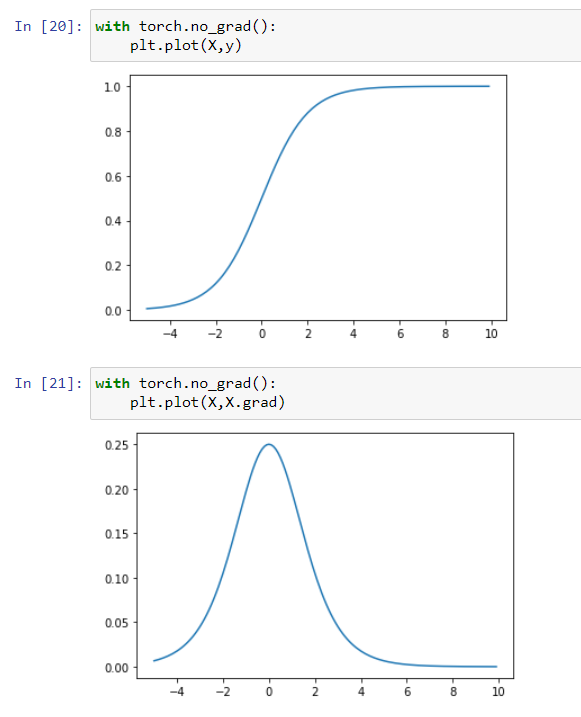 In [20]: with torch.no_grad():
plt.plot(X,y)
1.0
0.8
0.6
0.4
0.2
0.0
−4 −2 0 2 4 6 8 10
In [21]: with torch.no_grad():
plt.plot(X,X.grad)
0.25
0.20
0.15
0.10
0.05
0.00
−4 −2 0 2 4 6 8 10